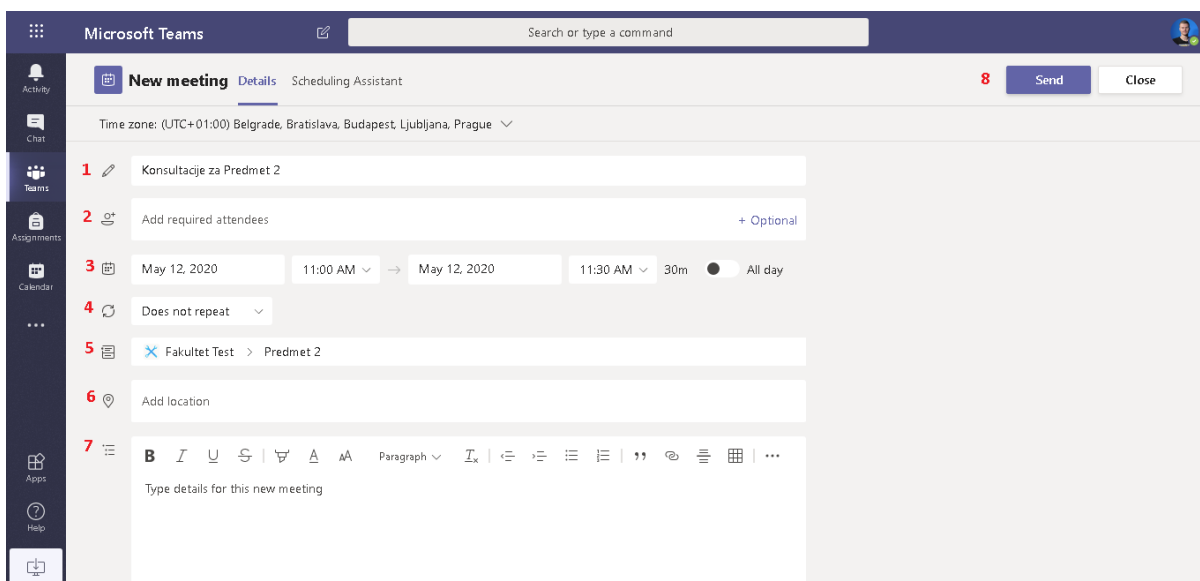 Microsoft Teams Search or type a command
Activity
Chat
Teams
Assignments
Calendar
Apps
Help
New meeting Details Scheduling Assistant 8 Send Close
Time zone: (UTC+01:00) Belgrade, Bratislava, Budapest, Ljubljana, Prague
1 Konsultacije za Predmet 2
2 Add required attendees + Optional
3 May 12, 2020 11:00 AM → May 12, 2020 11:30 AM 30m All day
4 Does not repeat
5 Fakultet Test > Predmet 2
6 Add location
7 B I U S A AA Paragraph Tx
Type details for this new meeting